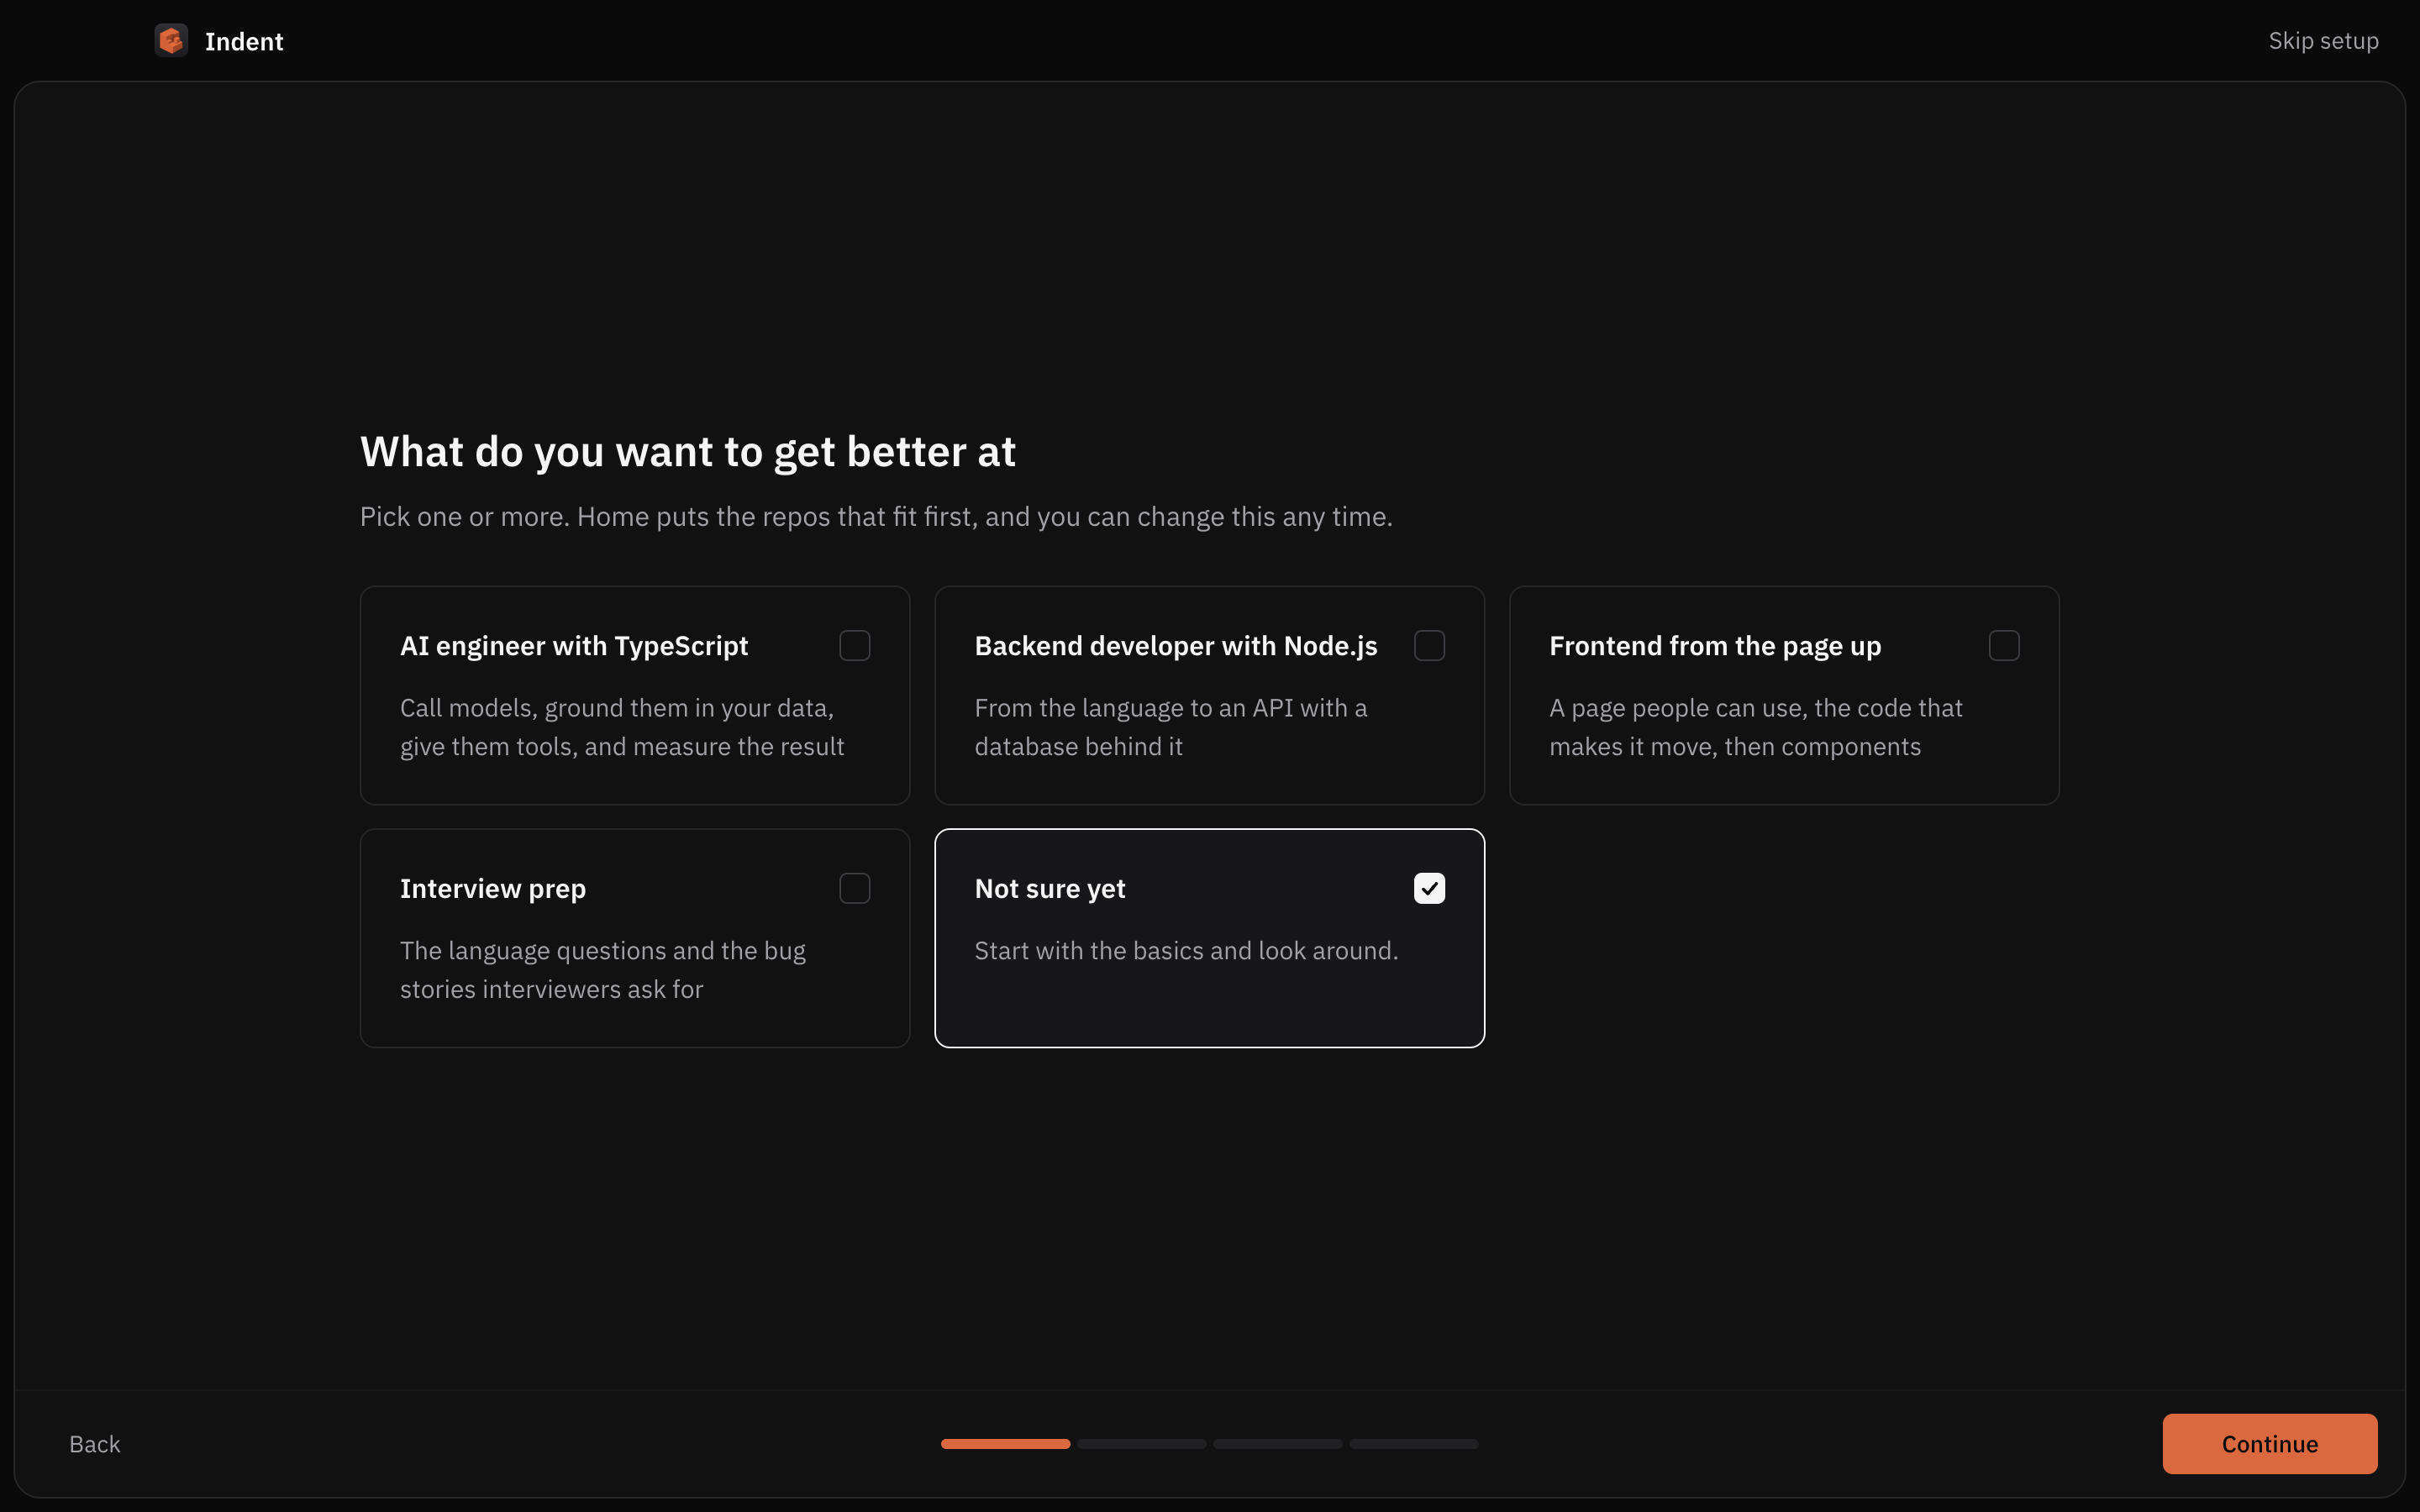 Indent
Skip setup
What do you want to get better at
Pick one or more. Home puts the repos that fit first, and you can change this any time.
AI engineer with TypeScript
Call models, ground them in your data,
give them tools, and measure the result
Backend developer with Node.js
From the language to an API with a
database behind it
Frontend from the page up
A page people can use, the code that
makes it move, then components
Interview prep
The language questions and the bug
stories interviewers ask for
Not sure yet
Start with the basics and look around.
Back
Continue